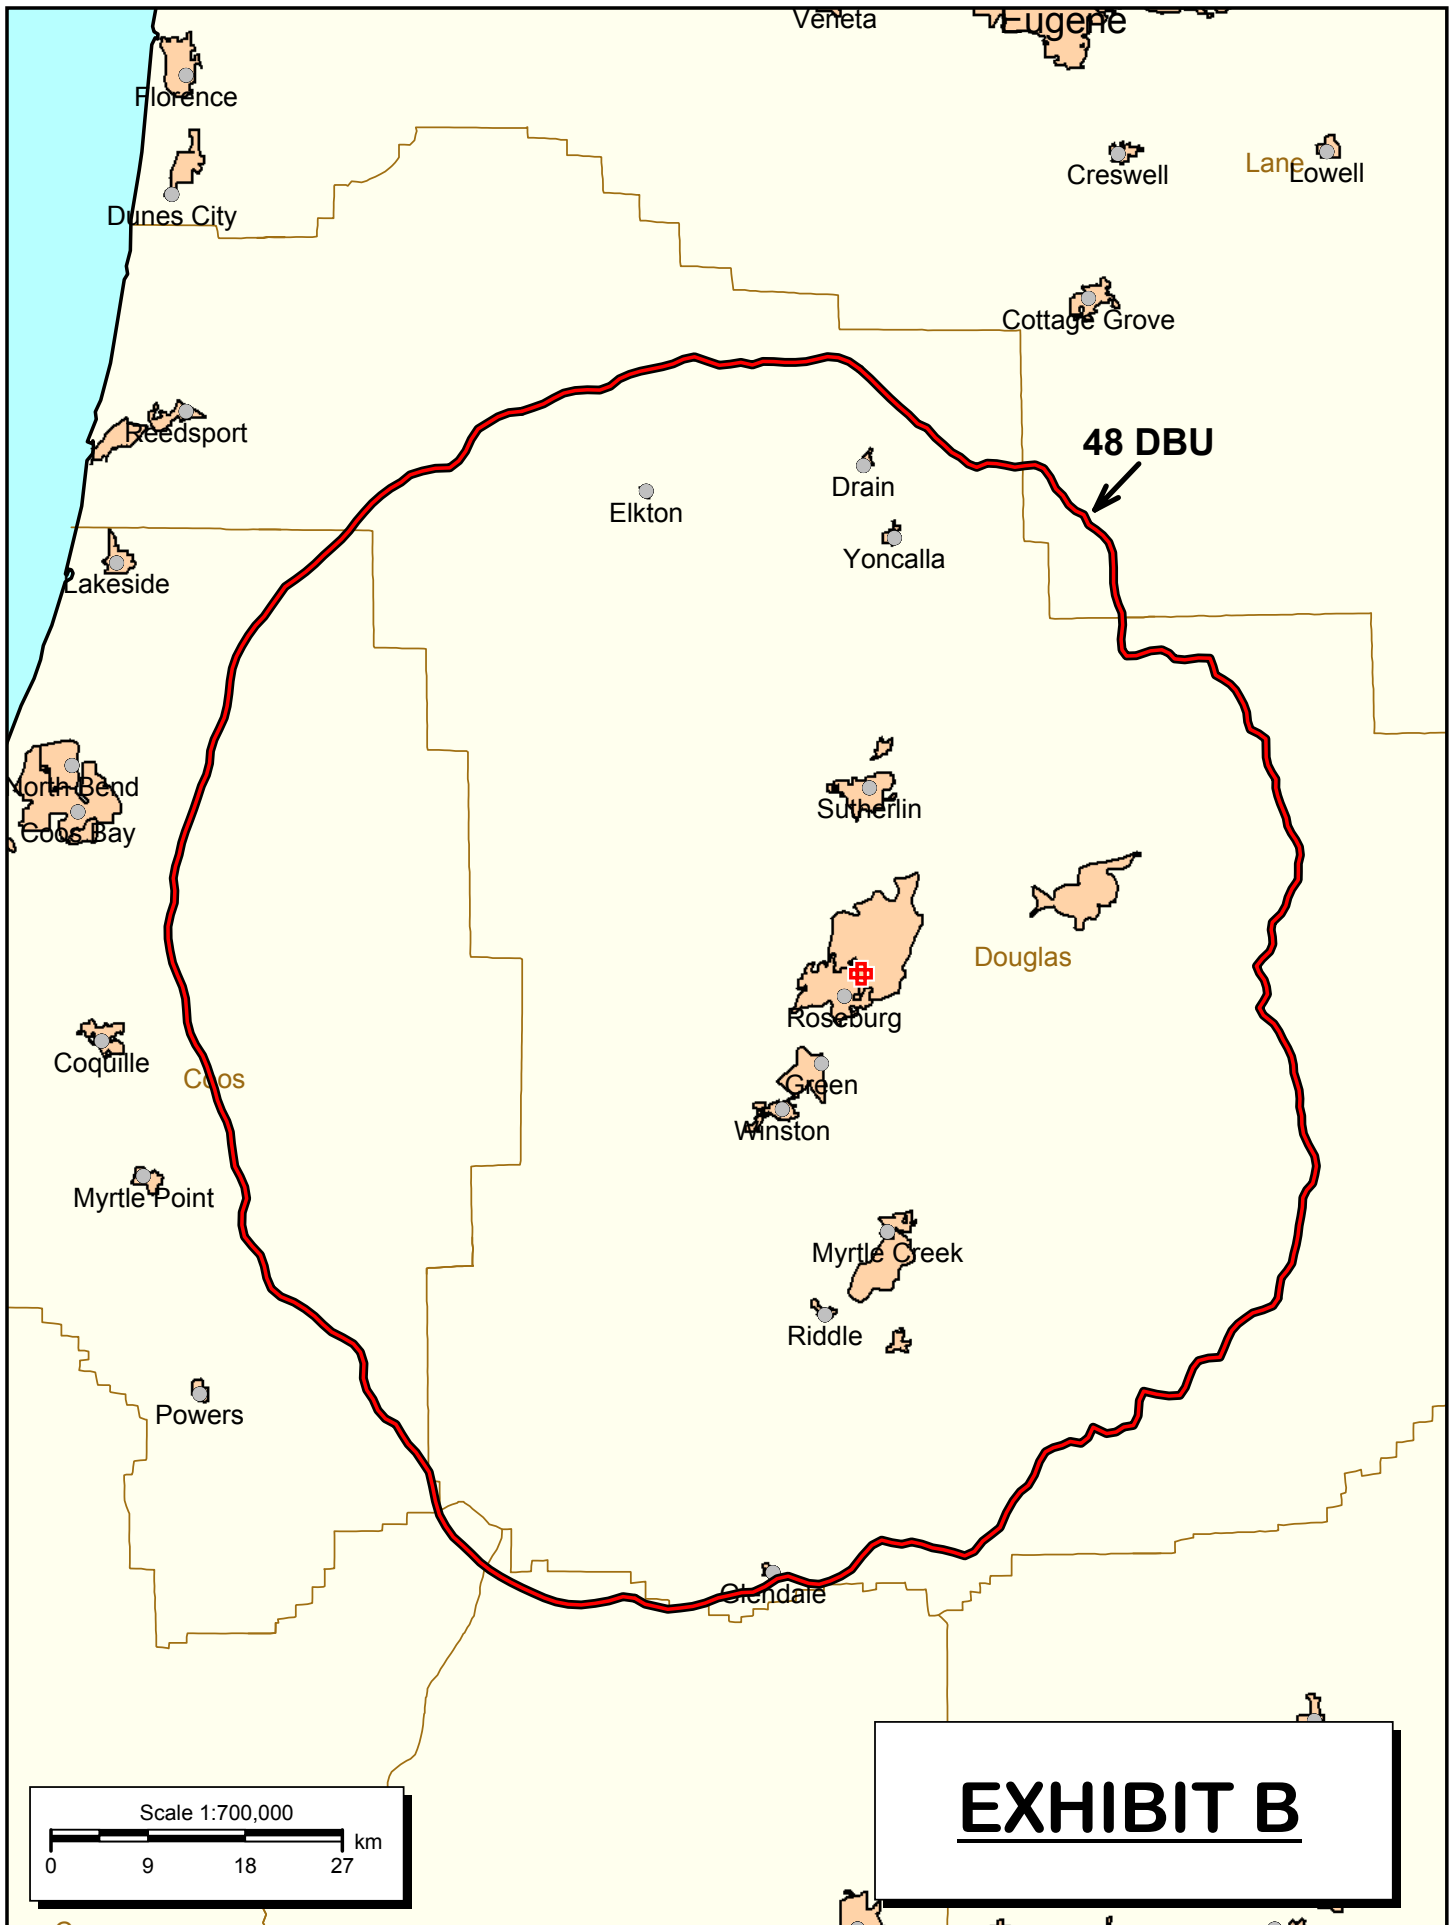 Veneta
Eugene
Florence
Creswell
Lane
Lowell
Dunes City
Cottage Grove
Reedsport
48 DBU
Drain
Elkton
Yoncalla
Lakeside
North Bend
Sutherlin
Coos Bay
Douglas
Roseburg
Coquille
Coos
Green
Winston
Myrtle Point
Myrtle Creek
Riddle
Powers
Glendale
EXHIBIT B
Scale 1:700,000
km
0 9 18 27